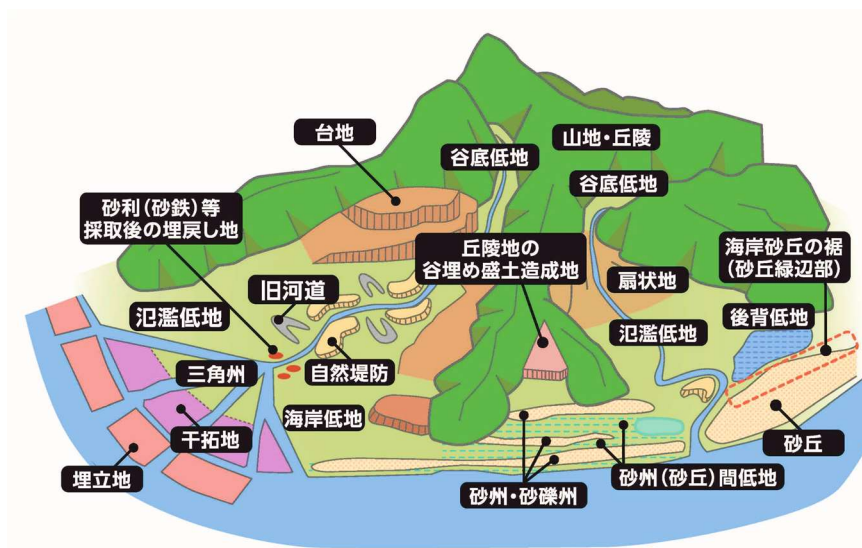 台地
谷底低地
山地・丘陵
谷底低地
砂利(砂鉄)等
採取後の埋戻し地
丘陵地の
谷埋め盛土造成地
海岸砂丘の裾
(砂丘縁辺部)
旧河道
扇状地
氾濫低地
後背低地
氾濫低地
三角州
自然堤防
海岸低地
干拓地
砂丘
埋立地
砂州・砂礫州
砂州(砂丘)間低地